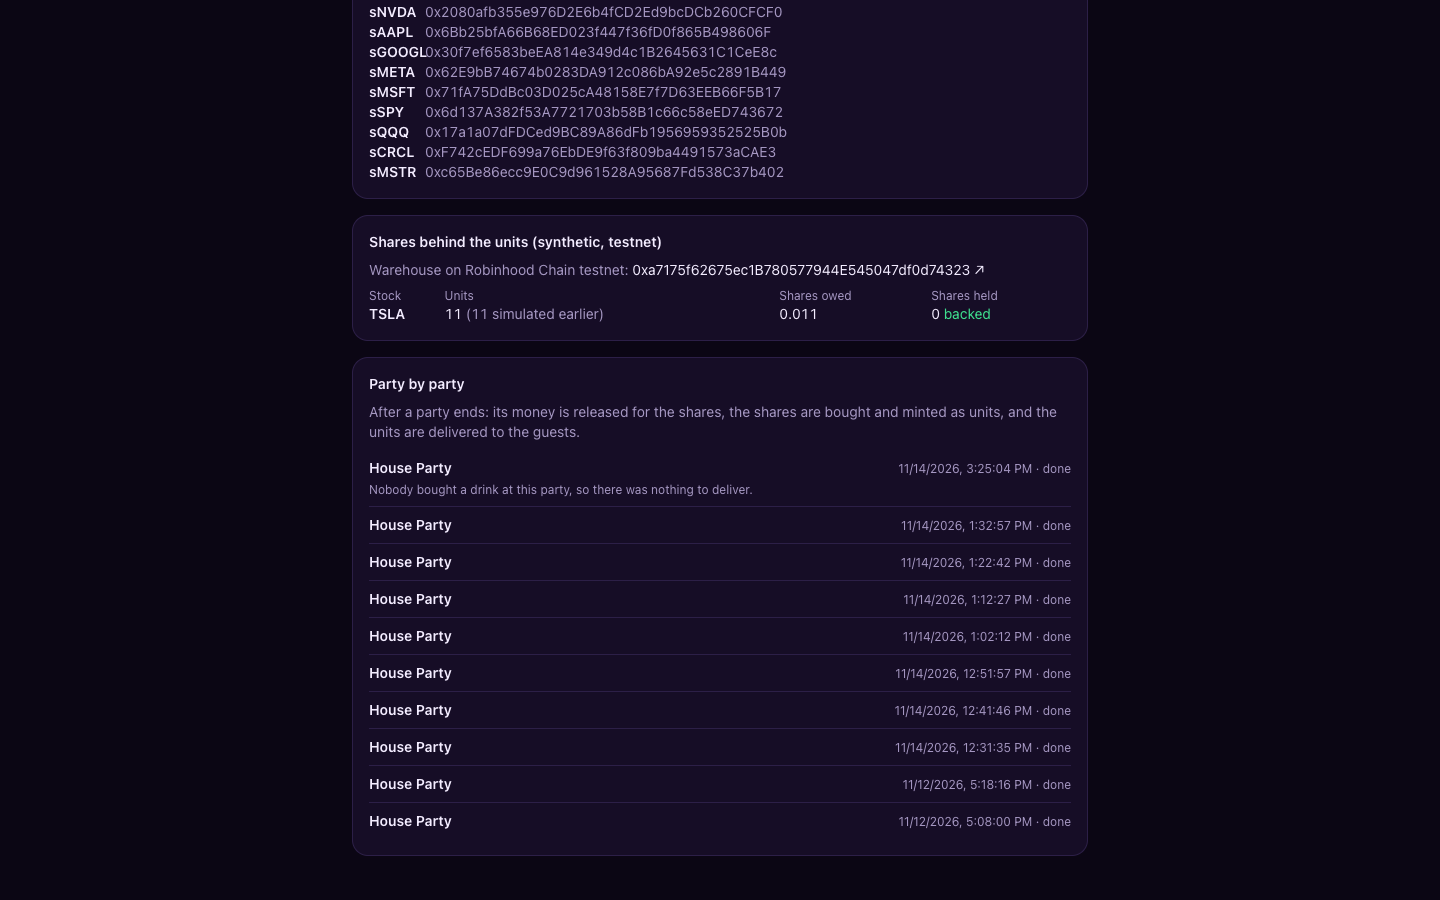 sNVDA 0x2080afb355e976D2E6b4fCD2Ed9bcDCb260CFCF0
sAAPL 0x6Bb25bfA66B68ED023f447f36fD0f865B498606F
sGOOGL 0x30f7ef6583beEA814e349d4c1B2645631C1CeE8c
sMETA 0x62E9bB74674b0283DA912c086bA92e5c2891B449
sMSFT 0x71fA75DdBc03D025cA48158E7f7D63EEB66F5B17
sSPY 0x6d137A382f53A7721703b58B1c66c58eED743672
sQQQ 0x17a1a07dFDCed9BC89A86dFb1956959352525B0b
sCRCL 0xF742cEDF699a76EbDE9f63f809ba4491573aCAE3
sMSTR 0xc65Be86ecc9E0C9d961528A95687Fd538C37b402
Shares behind the units (synthetic, testnet)
Warehouse on Robinhood Chain testnet: 0xa7175f62675ec1B780577944E545047df0d74323 ↗
Stock Units Shares owed Shares held
TSLA 11 (11 simulated earlier) 0.011 0 backed
Party by party
After a party ends: its money is released for the shares, the shares are bought and minted as units, and the
units are delivered to the guests.
House Party 11/14/2026, 3:25:04 PM · done
Nobody bought a drink at this party, so there was nothing to deliver.
House Party 11/14/2026, 1:32:57 PM · done
House Party 11/14/2026, 1:22:42 PM · done
House Party 11/14/2026, 1:12:27 PM · done
House Party 11/14/2026, 1:02:12 PM · done
House Party 11/14/2026, 12:51:57 PM · done
House Party 11/14/2026, 12:41:46 PM · done
House Party 11/14/2026, 12:31:35 PM · done
House Party 11/12/2026, 5:18:16 PM · done
House Party 11/12/2026, 5:08:00 PM · done